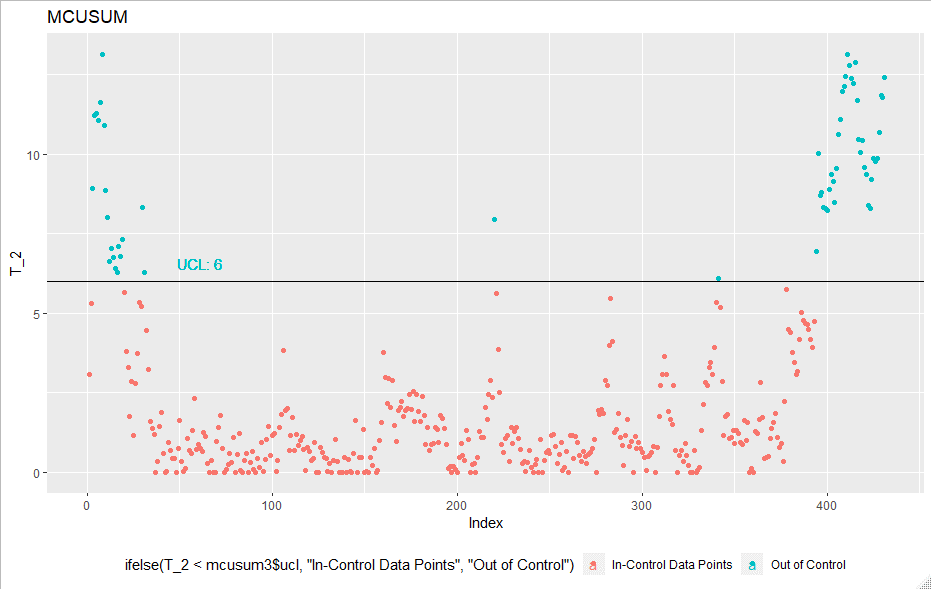 MCUSUM
T_2
10
5
0
UCL: 6
0 100 200 300 400
Index
ifelse(T_2 < mcusum3$ucl, "In-Control Data Points", "Out of Control") a In-Control Data Points a Out of Control